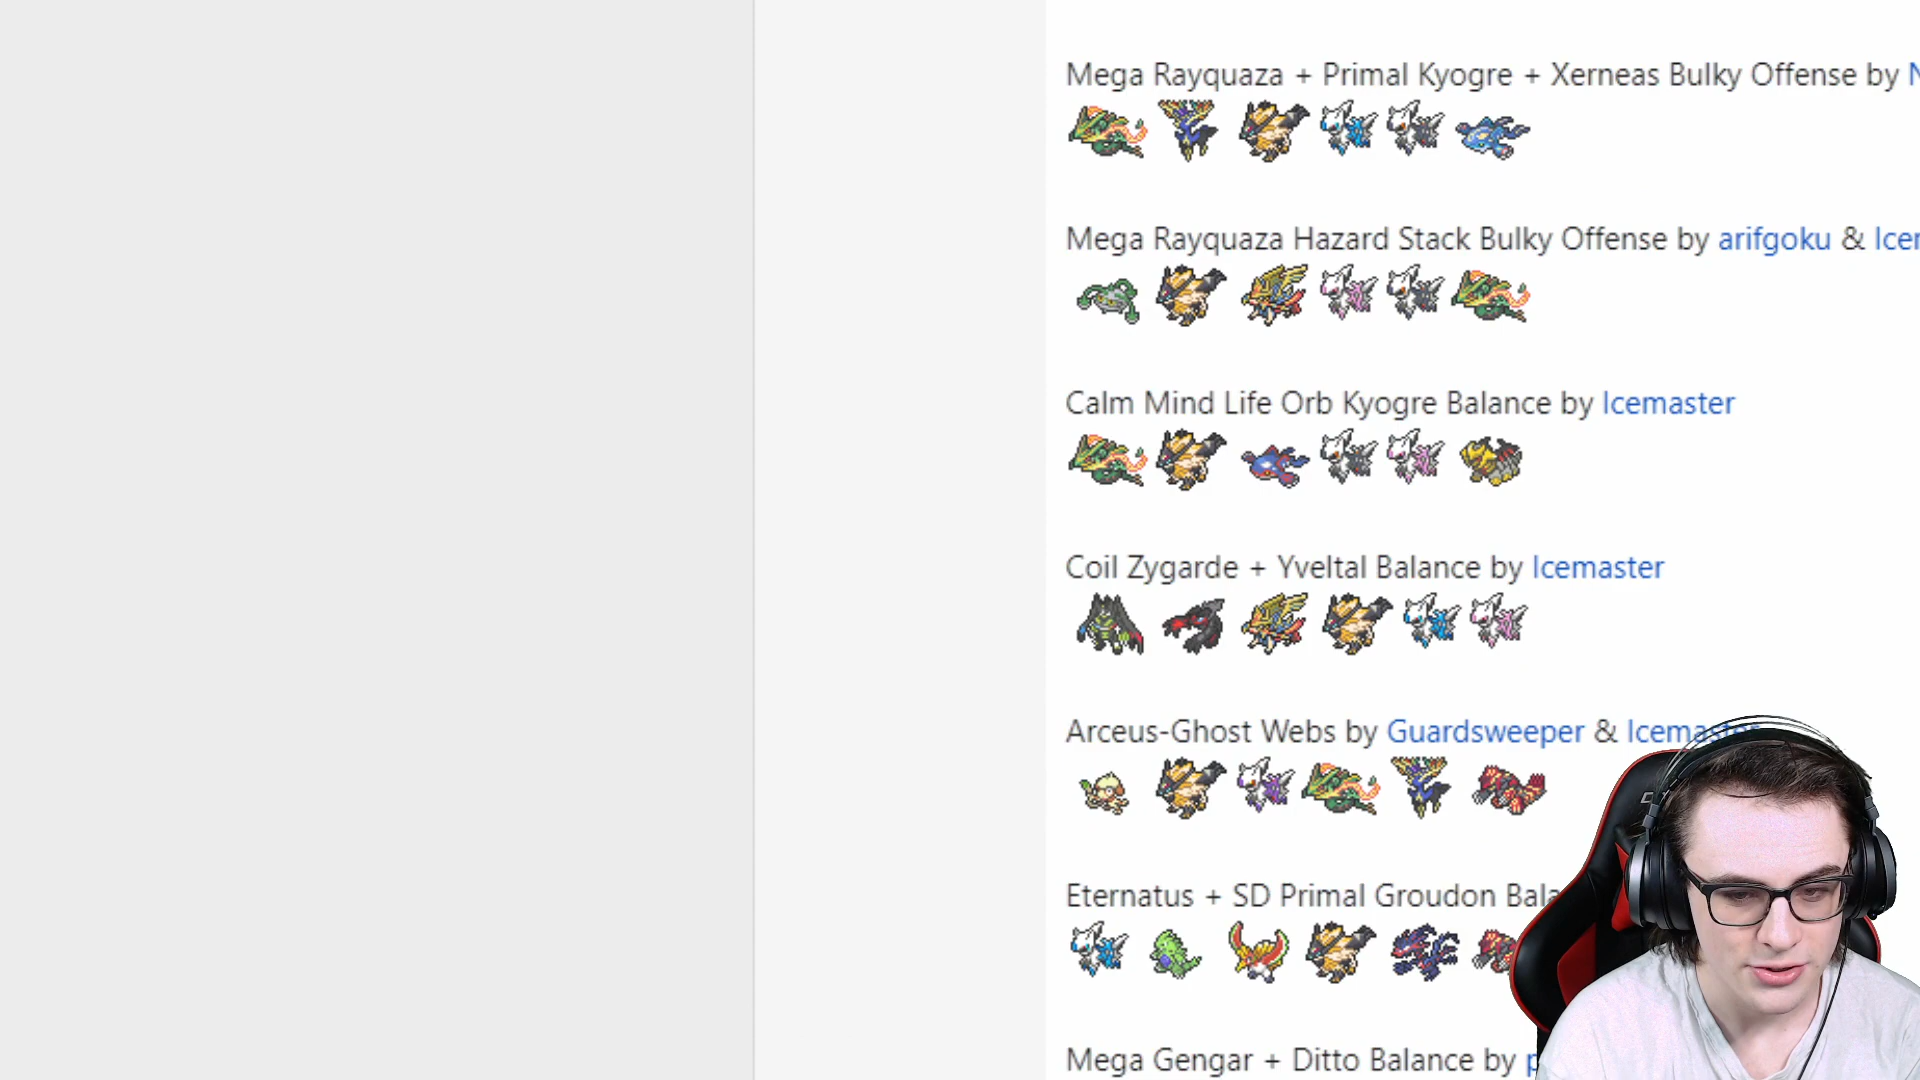 Mega Rayquaza + Primal Kyogre + Xerneas Bulky Offense by
Mega Rayquaza Hazard Stack Bulky Offense by arifgoku &
Calm Mind Life Orb Kyogre Balance by Icemaster
Coil Zygarde + Yveltal Balance by Icemaster
Arceus-Ghost Webs by Guardsweeper & Icemaster
Eternatus + SD Primal Groudon
Mega Gengar + Ditto Balance by